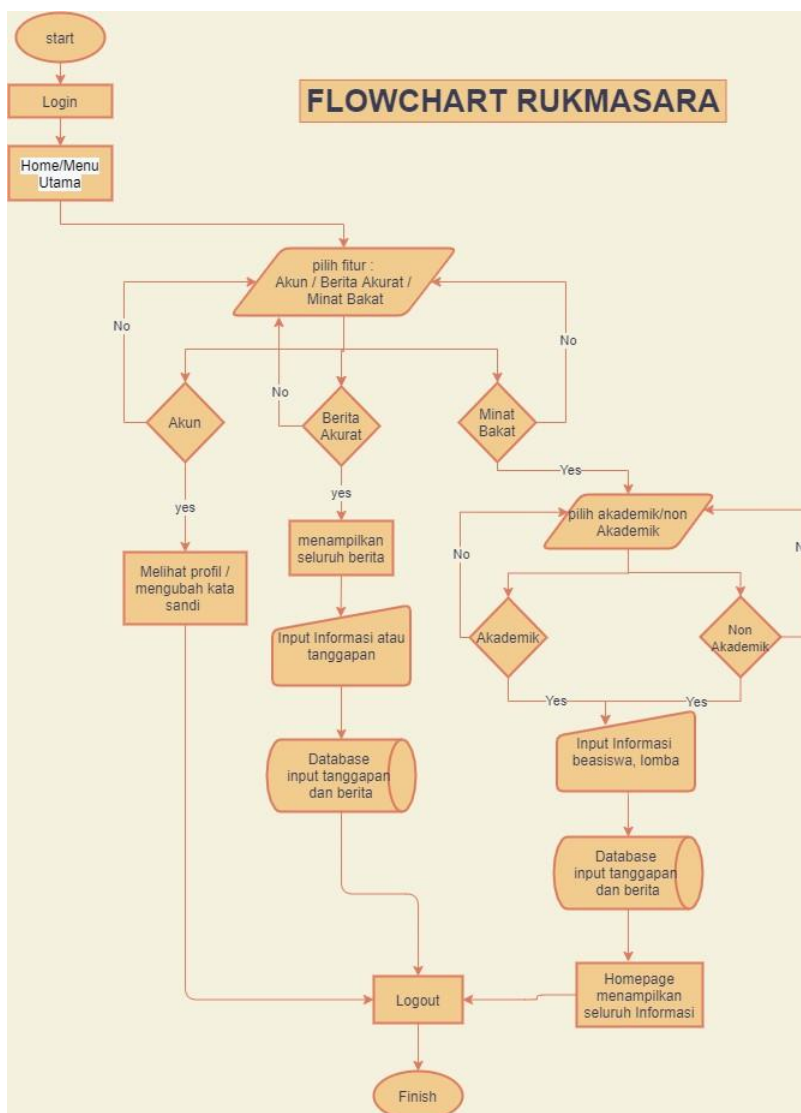 start
FLOWCHART RUKMASARA
Login
Home/Menu
Utama
pilih fitur :
Akun / Berita Akurat /
Minat Bakat
No
No
No
Akun
Berita
Akurat
Minat
Bakat
yes
yes
Yes
menampilkan
seluruh berita
pilih akademik/non
Akademik
Melihat profil /
mengubah kata
sandi
No
Input Informasi atau
tanggapan
Akademik
Non
Akademik
Yes
Yes
Input Informasi
beasiswa, lomba
Database
input tanggapan
dan berita
Database
input tanggapan
dan berita
Logout
Homepage
menampilkan
seluruh Informasi
Finish